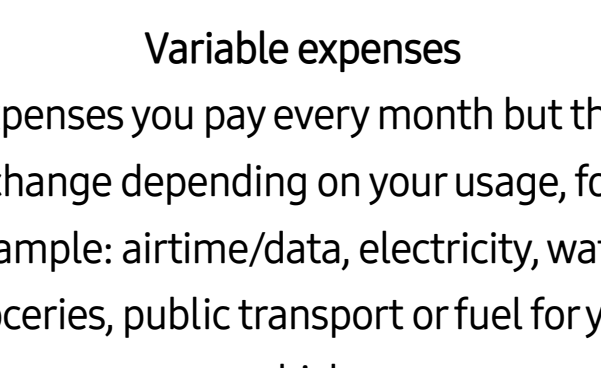 Variable expenses
penses you pay every month but th
change depending on your usage, fo
ample: airtime/data, electricity, wat
ceries, public transport or fuel for y